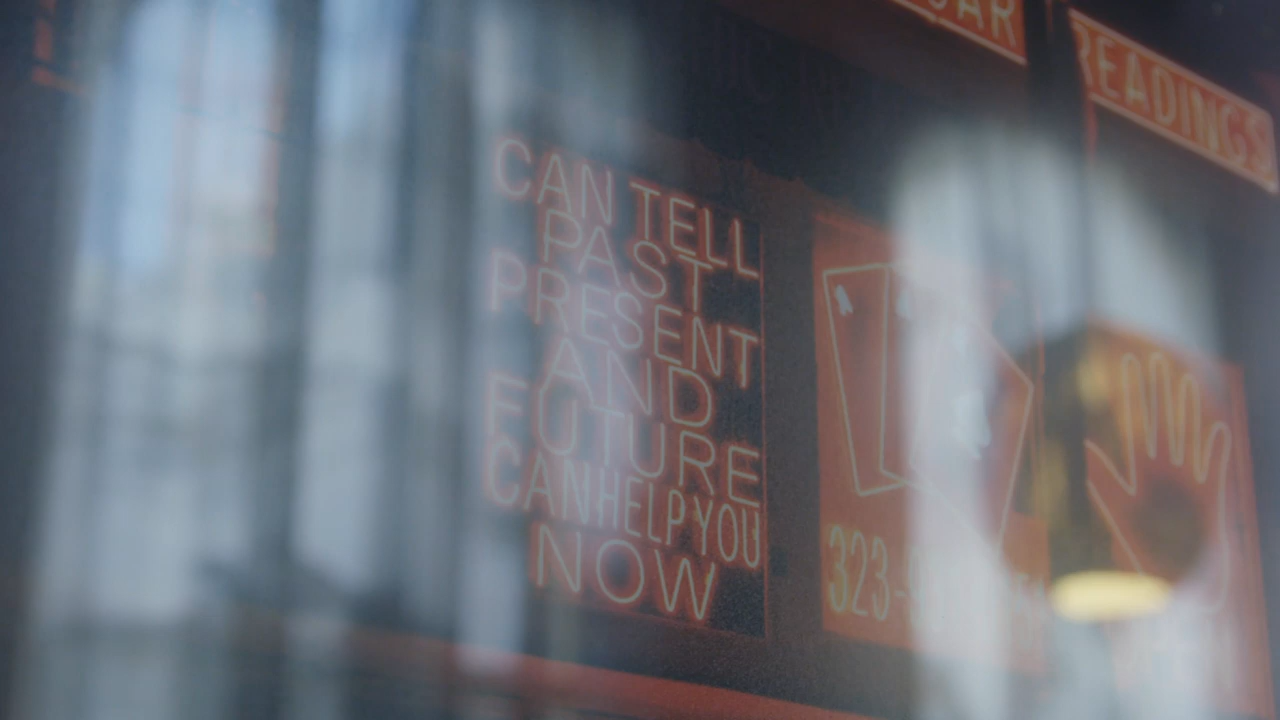 READINGS
CAN TELL
PAST
PRESENT
AND
FUTURE
CAN HELP YOU
NOW
323-